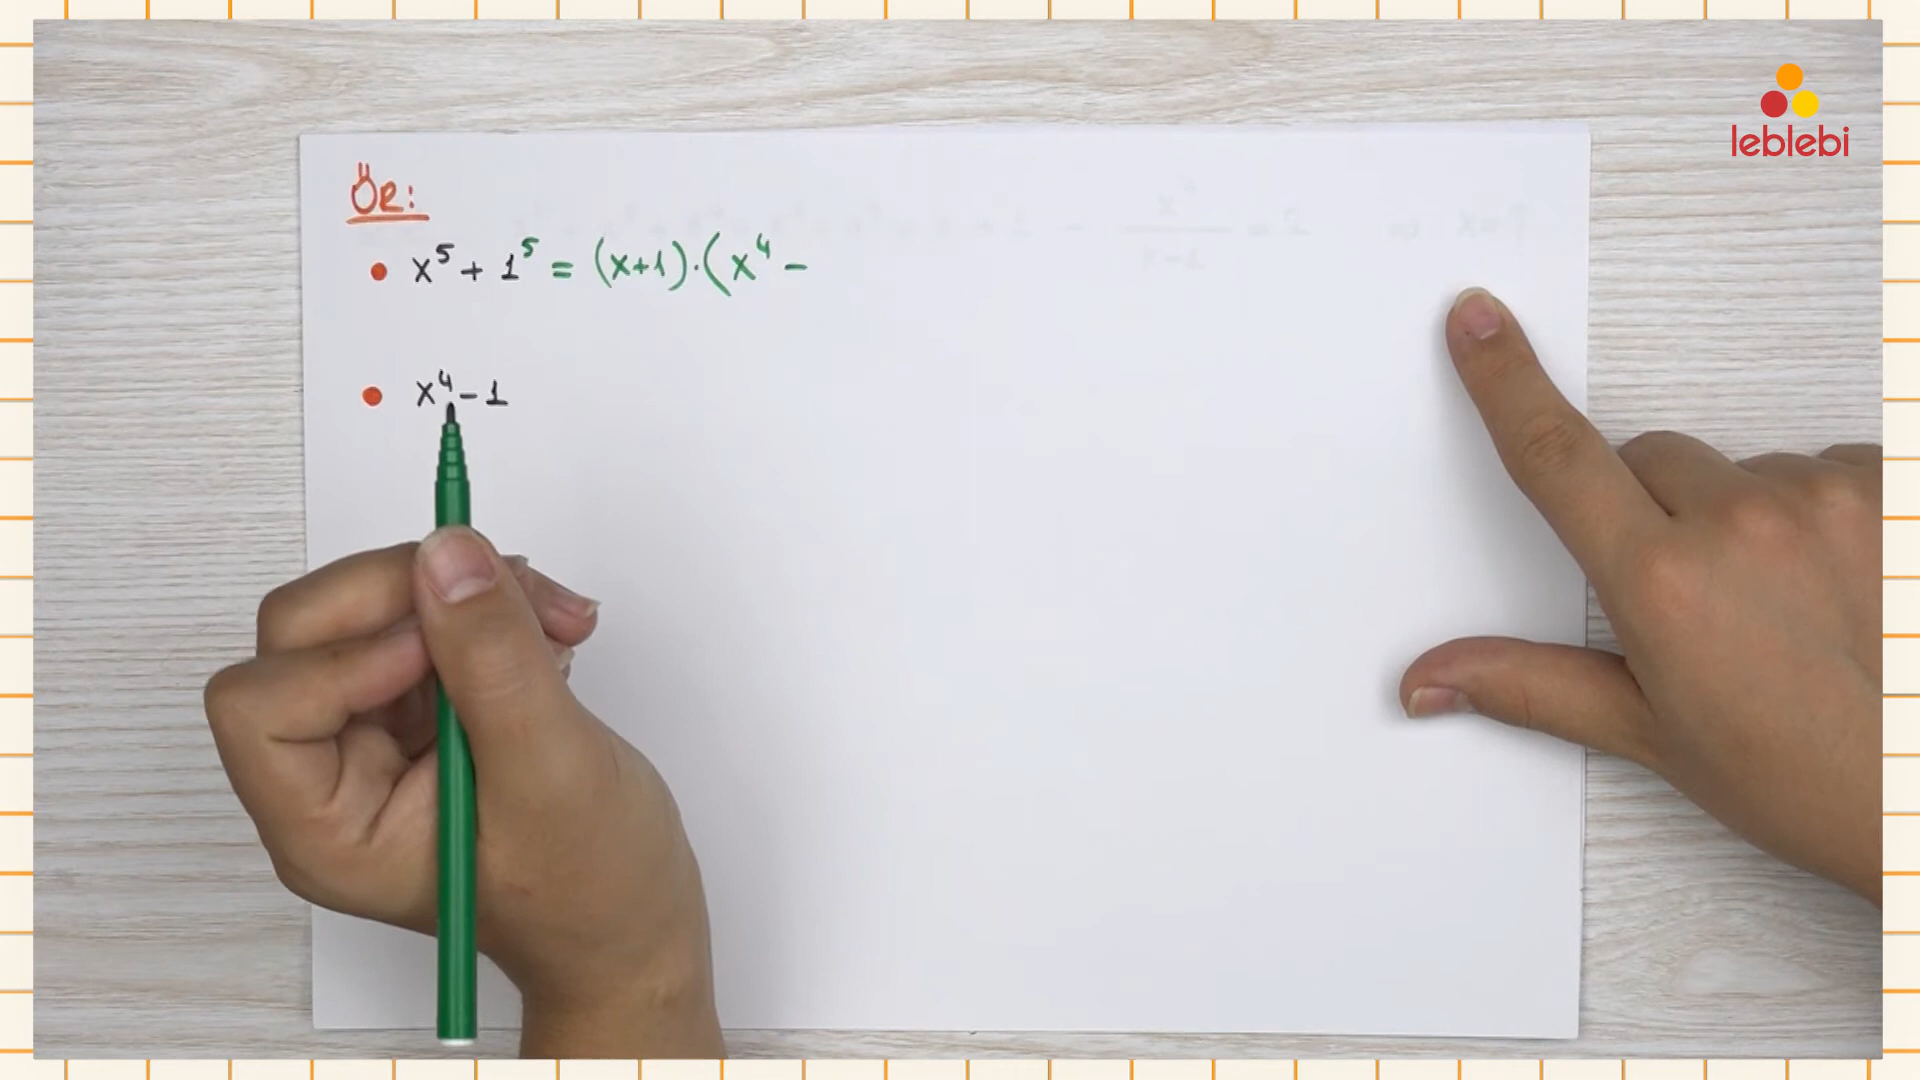 leblebi
Ör:
• x⁵ + 1⁵ = (x+1)·(x⁴ –
• x⁴ – 1